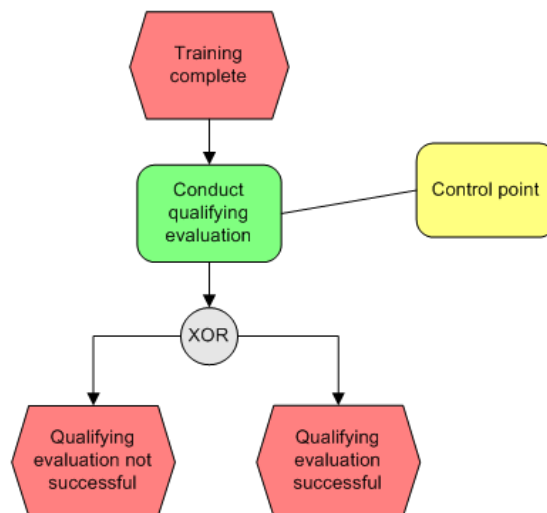 Training
complete
Conduct
qualifying
evaluation
Control point
XOR
Qualifying
evaluation not
successful
Qualifying
evaluation
successful